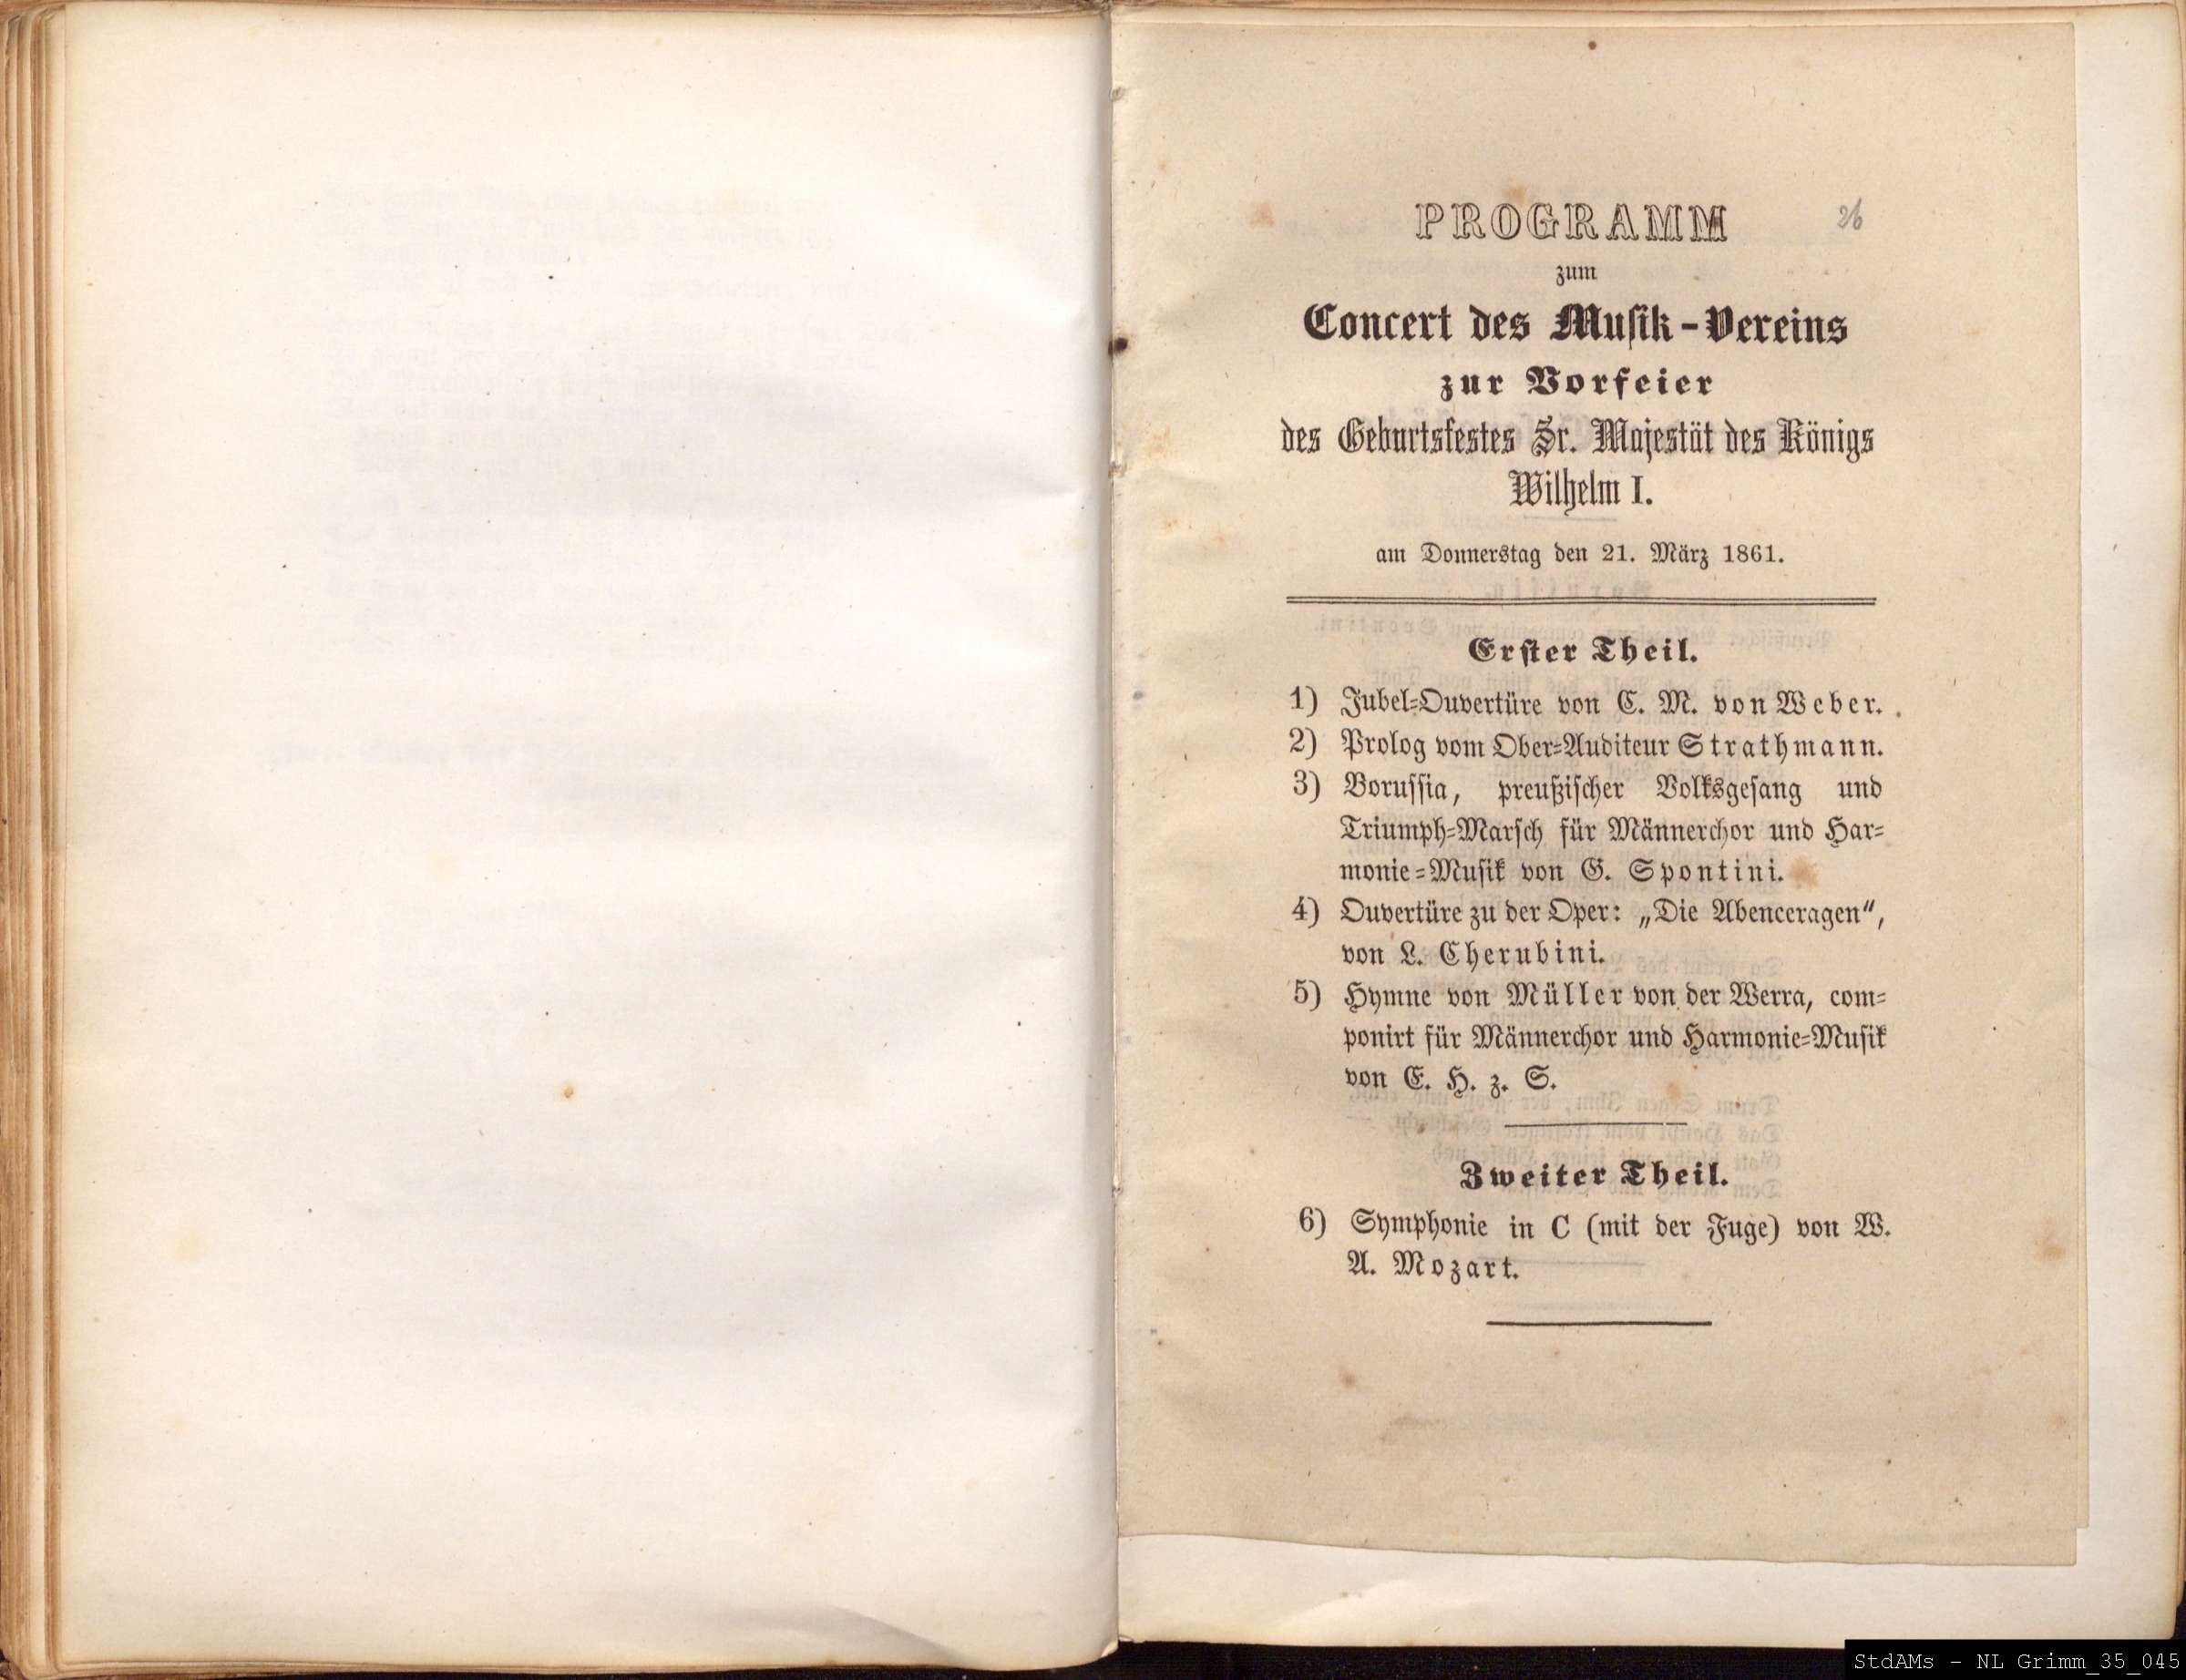 PROGRAMM
26
zum
Concert des Muſik-Vereins
zur Vorfeier
des Geburtsfestes Sr. Majestät des Königs
Wilhelm I.
am Donnerstag den 21. März 1861.
Erſter Theil.
1) Jubel-Ouvertüre von C. M. von Weber.
2) Prolog vom Ober-Auditeur Strathmann.
3) Boruſſia, preußiſcher Volksgeſang und
Triumph-Marſch für Männerchor und Har-
monie-Muſik von G. Spontini.
4) Ouvertüre zu der Oper: „Die Abenceragen“,
von L. Cherubini.
5) Hymne von Müller von der Werra, com-
ponirt für Männerchor und Harmonie-Muſik
von E. H. z. S.
Zweiter Theil.
6) Symphonie in C (mit der Fuge) von W.
A. Mozart.
StdAMs - NL Grimm_35_045